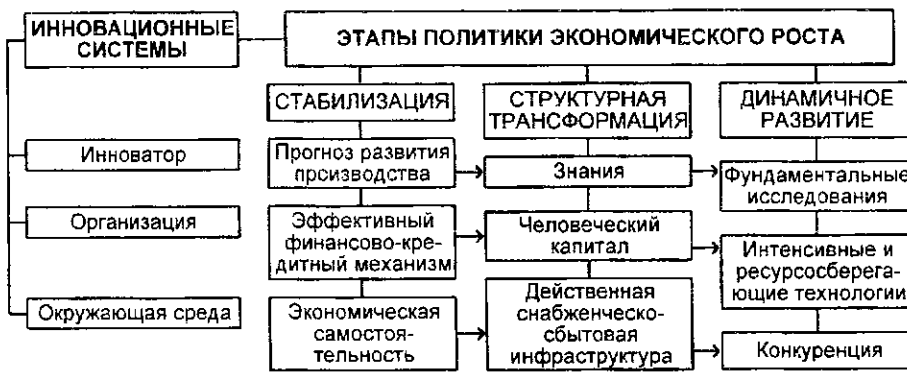 ИННОВАЦИОННЫЕ
СИСТЕМЫ
ЭТАПЫ ПОЛИТИКИ ЭКОНОМИЧЕСКОГО РОСТА
СТАБИЛИЗАЦИЯ
СТРУКТУРНАЯ
ТРАНСФОРМАЦИЯ
ДИНАМИЧНОЕ
РАЗВИТИЕ
Инноватор
Прогноз развития
производства
Знания
Фундаментальные
исследования
Организация
Эффективный
финансово-кре-
дитный механизм
Человеческий
капитал
Интенсивные и
ресурсосберега-
ющие технологии
Окружающая среда
Экономическая
самостоя-
тельность
Действенная
снабженческо-
сбытовая
инфраструктура
Конкуренция